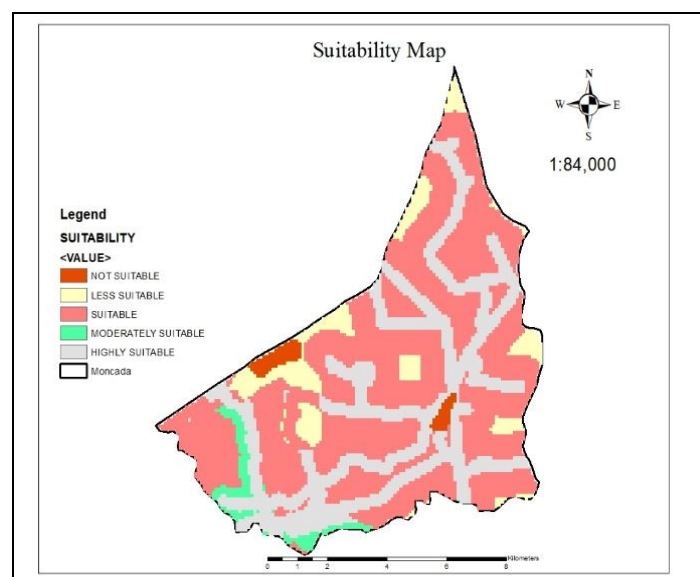 Suitability Map
N
W E
S
1:84,000
Legend
SUITABILITY
<VALUE>
NOT SUITABLE
LESS SUITABLE
SUITABLE
MODERATELY SUITABLE
HIGHLY SUITABLE
Moncada
Kilometers
0 1 2 4 6 8